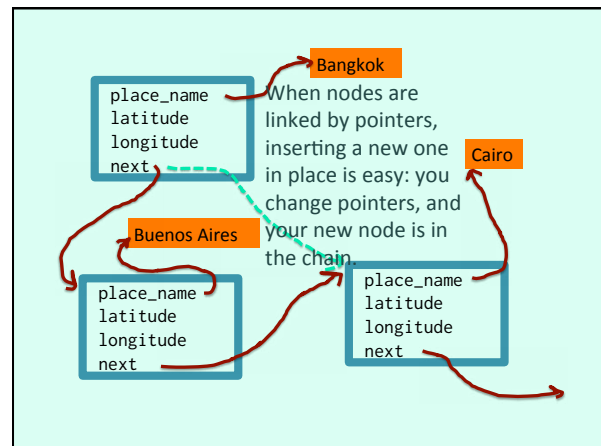 Bangkok
place_name
latitude
longitude
next
When nodes are
linked by pointers,
inserting a new one
in place is easy: you
change pointers, and
your new node is in
the chain.
Cairo
Buenos Aires
place_name
latitude
longitude
next
place_name
latitude
longitude
next